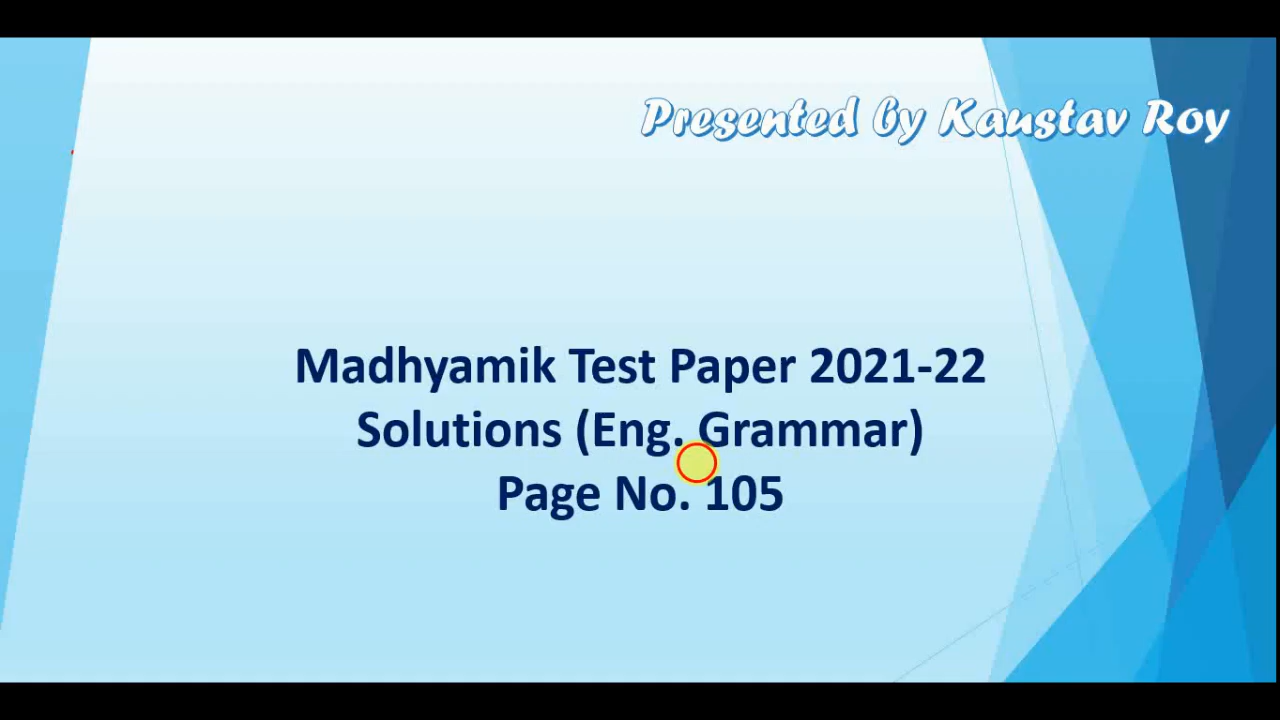 Presented by Kaustav Roy
Madhyamik Test Paper 2021-22
Solutions (Eng. Grammar)
Page No. 105